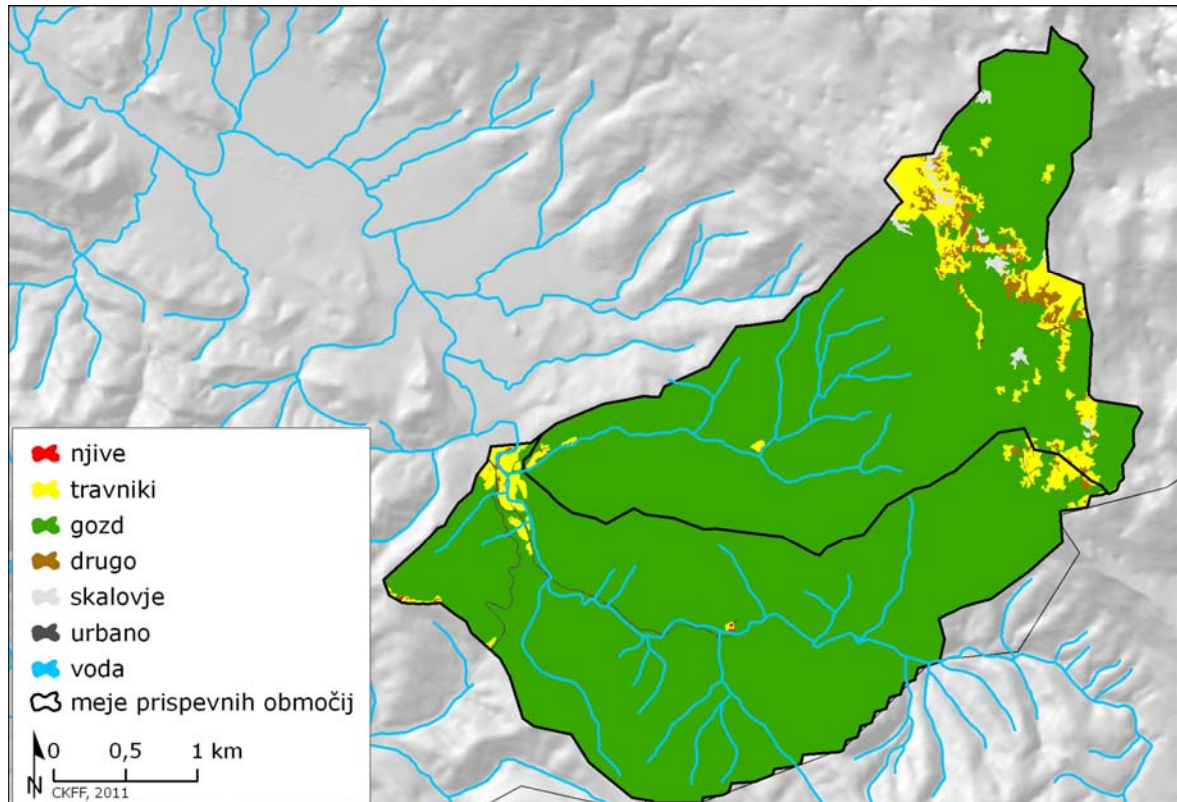 njive
travniki
gozd
drugo
skalovje
urbano
voda
meje prispevnih območij
0 0,5 1 km
N
CKFF, 2011